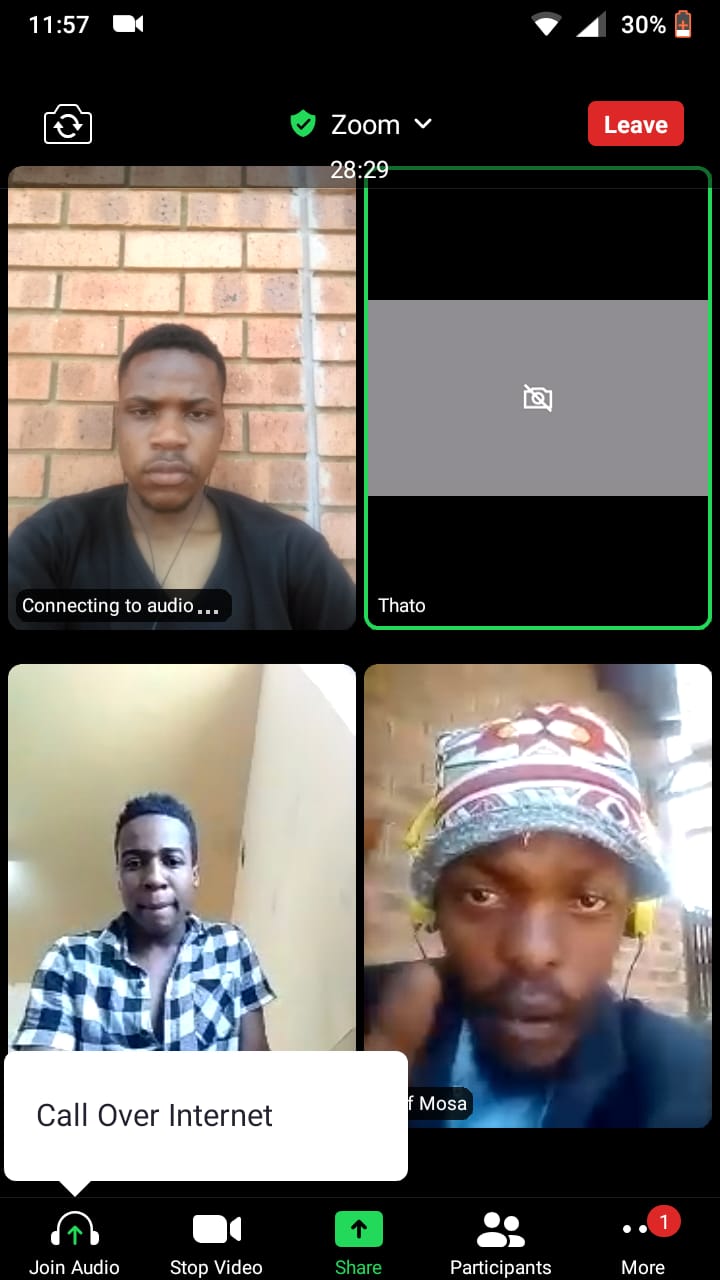 11:57
30%
Zoom
Leave
28:29
Connecting to audio...
Thato
f Mosa
Call Over Internet
1
Join Audio
Stop Video
Share
Participants
More